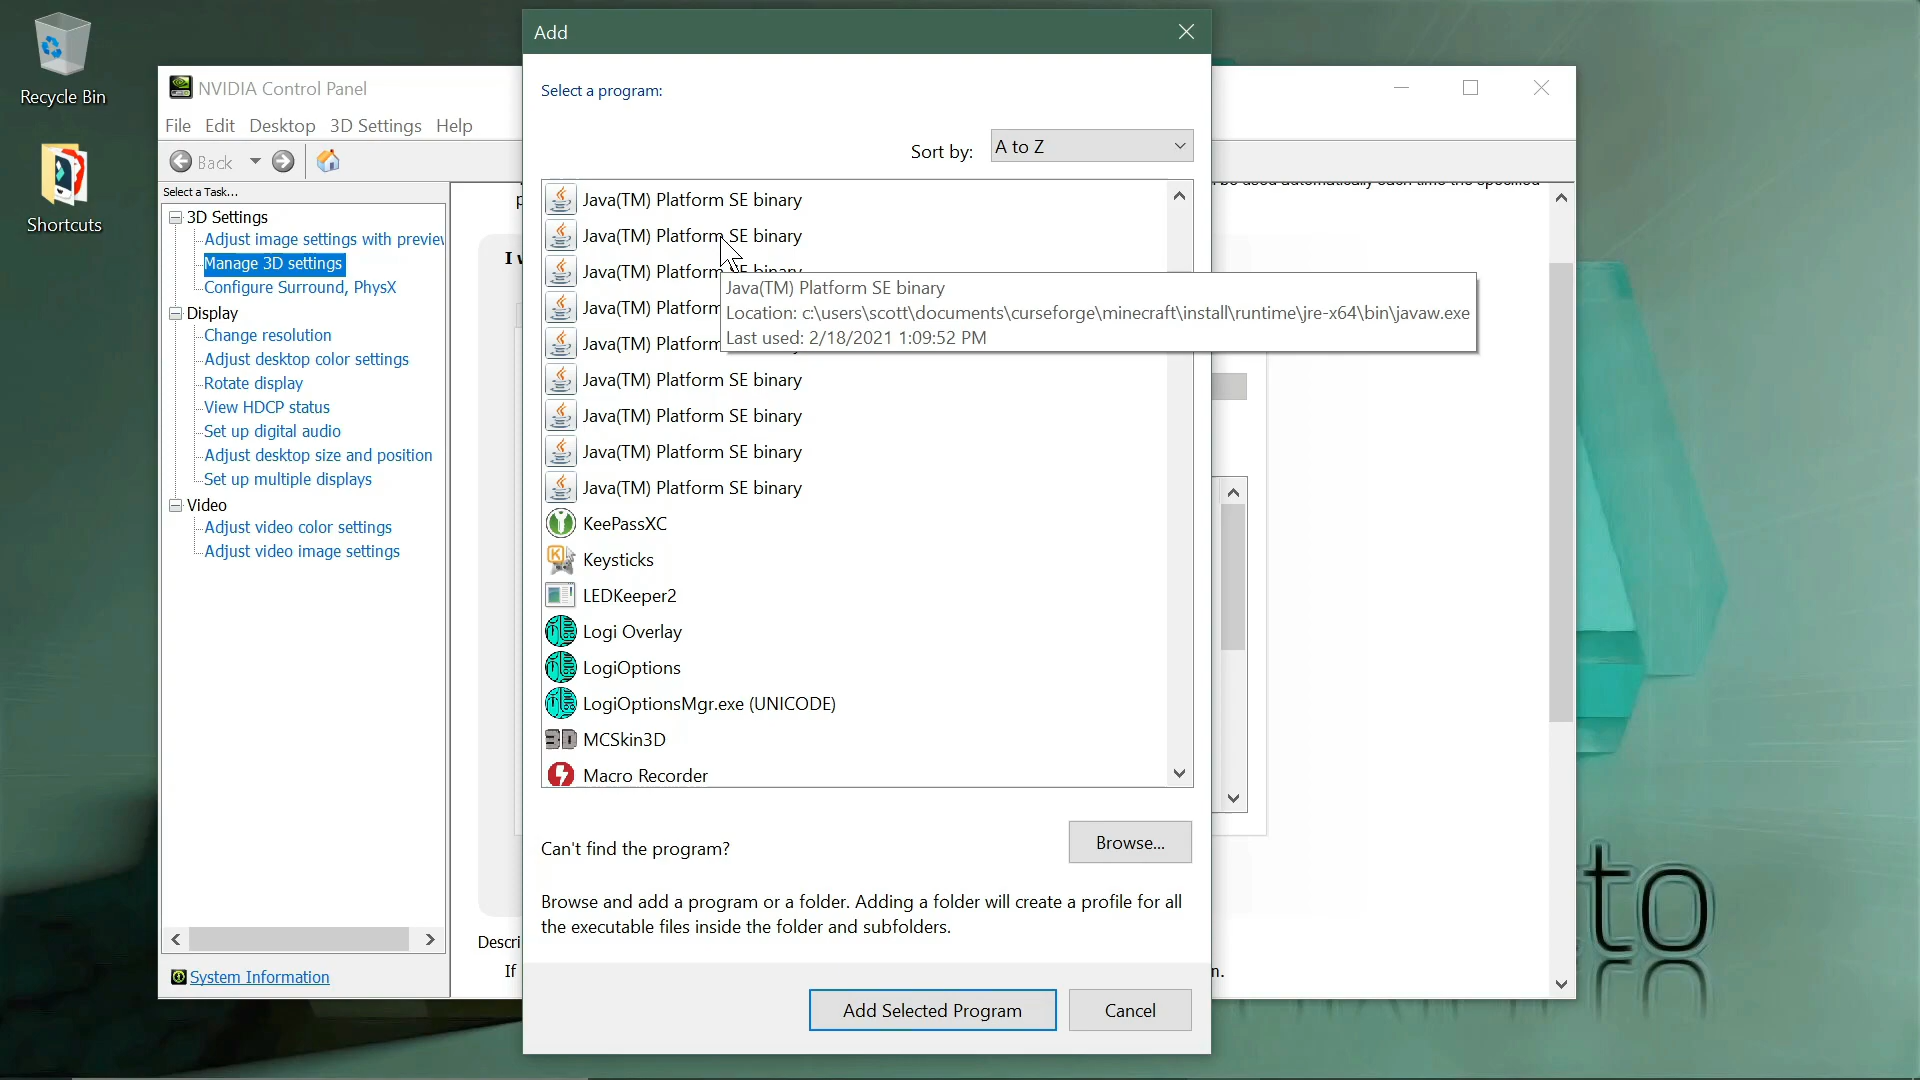 Recycle Bin
Shortcuts
NVIDIA Control Panel
File Edit Desktop 3D Settings Help
Back
Select a Task...
3D Settings
Adjust image settings with preview
Manage 3D settings
Configure Surround, PhysX
Display
Change resolution
Adjust desktop color settings
Rotate display
View HDCP status
Set up digital audio
Adjust desktop size and position
Set up multiple displays
Video
Adjust video color settings
Adjust video image settings
System Information
Add
Select a program:
Sort by: A to Z
Java(TM) Platform SE binary
Java(TM) Platform SE binary
Java(TM) Platform SE binary
Java(TM) Platform
Java(TM) Platform
Java(TM) Platform SE binary
Java(TM) Platform SE binary
Java(TM) Platform SE binary
Java(TM) Platform SE binary
Java(TM) Platform SE binary
Location: c:\users\scott\documents\curseforge\minecraft\install\runtime\jre-x64\bin\javaw.exe
Last used: 2/18/2021 1:09:52 PM
KeePassXC
Keysticks
LEDKeeper2
Logi Overlay
LogiOptions
LogiOptionsMgr.exe (UNICODE)
3D MCSkin3D
Macro Recorder
Can't find the program?
Browse...
Browse and add a program or a folder. Adding a folder will create a profile for all
the executable files inside the folder and subfolders.
Add Selected Program
Cancel
Descri
If
n.
to